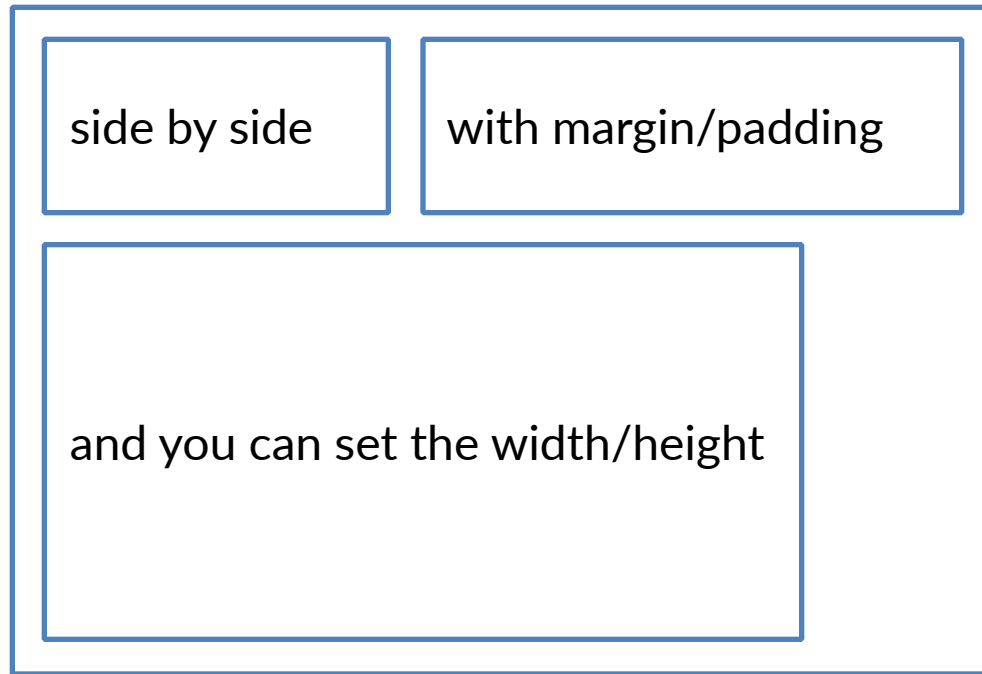 side by side
with margin/padding
and you can set the width/height